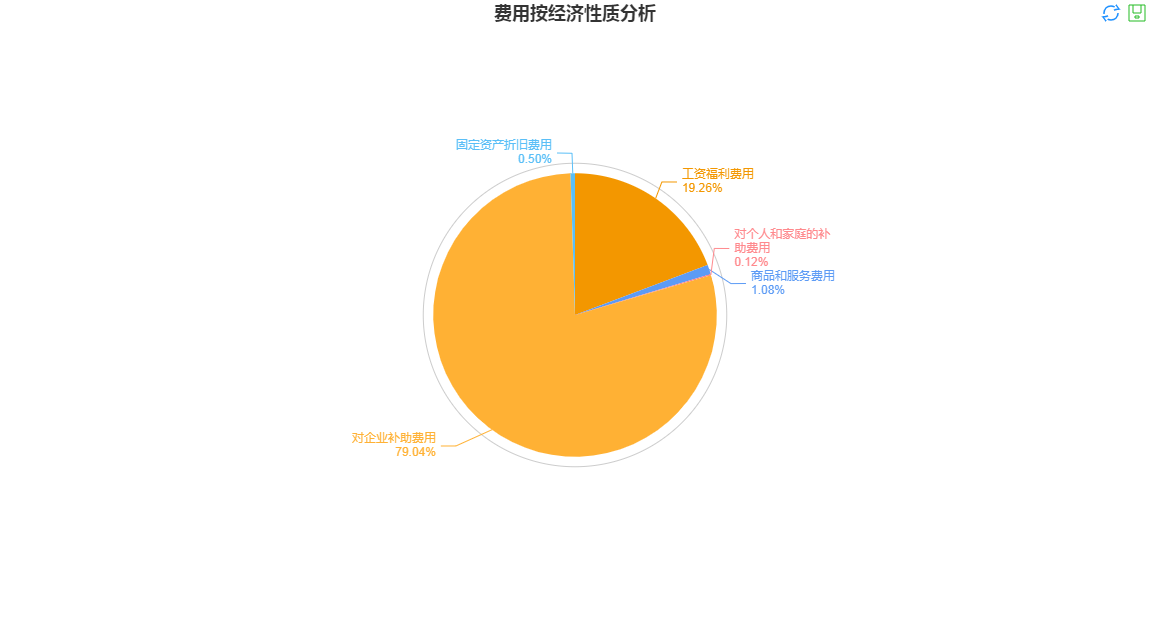 费用按经济性质分析
固定资产折旧费用
0.50%
工资福利费用
19.26%
对个人和家庭的补
助费用
0.12%
商品和服务费用
1.08%
对企业补助费用
79.04%